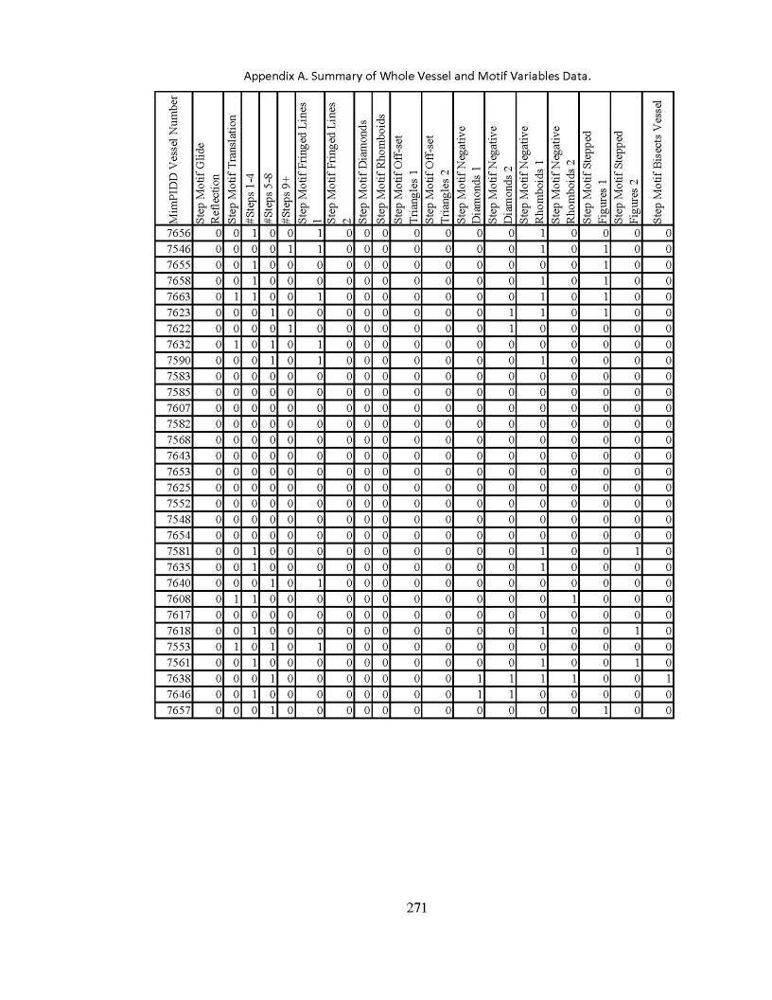 Appendix A. Summary of Whole Vessel and Motif Variables Data.
MimPIDD Vessel Number
Step Motif Glide
Reflection
Step Motif Translation
#Steps 1-4
#Steps 5-8
#Steps 9+
Step Motif Fringed Lines
1
Step Motif Fringed Lines
2
Step Motif Diamonds
Step Motif Rhomboids
Step Motif Off-set
Triangles 1
Step Motif Off-set
Triangles 2
Step Motif Negative
Diamonds 1
Step Motif Negative
Diamonds 2
Step Motif Negative
Rhomboids 1
Step Motif Negative
Rhomboids 2
Step Motif Stepped
Figures 1
Step Motif Stepped
Figures 2
Step Motif Bisects Vessel
7656 0 0 1 0 0 1 0 0 0 0 0 0 0 1 0 0 0 0
7546 0 0 0 0 1 1 0 0 0 0 0 0 0 1 0 1 0 0
7655 0 0 1 0 0 0 0 0 0 0 0 0 0 0 0 1 0 0
7658 0 0 1 0 0 0 0 0 0 0 0 0 0 1 0 1 0 0
7663 0 1 1 0 0 1 0 0 0 0 0 0 0 1 0 1 0 0
7623 0 0 0 1 0 0 0 0 0 0 0 0 1 1 0 1 0 0
7622 0 0 0 0 1 0 0 0 0 0 0 0 1 0 0 0 0 0
7632 0 1 0 1 0 1 0 0 0 0 0 0 0 0 0 0 0 0
7590 0 0 0 1 0 1 0 0 0 0 0 0 0 1 0 0 0 0
7583 0 0 0 0 0 0 0 0 0 0 0 0 0 0 0 0 0 0
7585 0 0 0 0 0 0 0 0 0 0 0 0 0 0 0 0 0 0
7607 0 0 0 0 0 0 0 0 0 0 0 0 0 0 0 0 0 0
7582 0 0 0 0 0 0 0 0 0 0 0 0 0 0 0 0 0 0
7568 0 0 0 0 0 0 0 0 0 0 0 0 0 0 0 0 0 0
7643 0 0 0 0 0 0 0 0 0 0 0 0 0 0 0 0 0 0
7653 0 0 0 0 0 0 0 0 0 0 0 0 0 0 0 0 0 0
7625 0 0 0 0 0 0 0 0 0 0 0 0 0 0 0 0 0 0
7552 0 0 0 0 0 0 0 0 0 0 0 0 0 0 0 0 0 0
7548 0 0 0 0 0 0 0 0 0 0 0 0 0 0 0 0 0 0
7654 0 0 0 0 0 0 0 0 0 0 0 0 0 0 0 0 0 0
7581 0 0 1 0 0 0 0 0 0 0 0 0 0 1 0 0 1 0
7635 0 0 1 0 0 0 0 0 0 0 0 0 0 1 0 0 0 0
7640 0 0 0 1 0 1 0 0 0 0 0 0 0 0 0 0 0 0
7608 0 1 1 0 0 0 0 0 0 0 0 0 0 0 1 0 0 0
7617 0 0 0 0 0 0 0 0 0 0 0 0 0 0 0 0 0 0
7618 0 0 1 0 0 0 0 0 0 0 0 0 0 1 0 0 1 0
7553 0 1 0 1 0 1 0 0 0 0 0 0 0 0 0 0 0 0
7561 0 0 1 0 0 0 0 0 0 0 0 0 0 1 0 0 1 0
7638 0 0 0 1 0 0 0 0 0 0 0 1 1 1 1 0 0 1
7646 0 0 1 0 0 0 0 0 0 0 0 1 1 0 0 0 0 0
7657 0 0 0 1 0 0 0 0 0 0 0 0 0 0 0 1 0 0
271